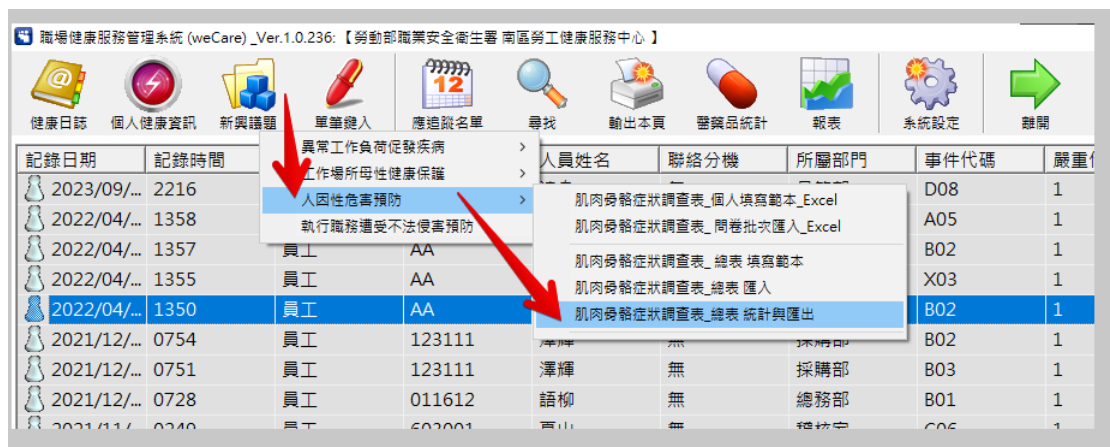 職場健康服務管理系統 (weCare) _Ver.1.0.236: 【勞動部職業安全衛生署 南區勞工健康服務中心 】
健康日誌 個人健康資訊 新興議題 單筆鍵入 應追蹤名單 尋找 輸出本頁 醫藥品統計 報表 系統設定 離開
12
異常工作負荷促發疾病
工作場所母性健康保護
人因性危害預防
執行職務遭受不法侵害預防
肌肉骨骼症狀調查表_個人填寫範本_Excel
肌肉骨骼症狀調查表_問卷批次匯入_Excel
肌肉骨骼症狀調查表_總表 填寫範本
肌肉骨骼症狀調查表_總表 匯入
肌肉骨骼症狀調查表_總表 統計與匯出
記錄日期 記錄時間 人員姓名 聯絡分機 所屬部門 事件代碼 嚴重
2023/09/... 2216 D08 1
2022/04/... 1358 A05 1
2022/04/... 1357 員工 AA B02 1
2022/04/... 1355 員工 AA X03 1
2022/04/... 1350 員工 AA B02 1
2021/12/... 0754 員工 123111 澤輝 無 採購部 B02 1
2021/12/... 0751 員工 123111 澤輝 無 採購部 B03 1
2021/12/... 0728 員工 011612 語柳 無 總務部 B01 1